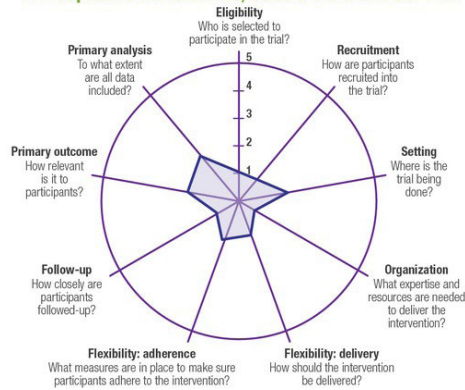 Eligibility
Who is selected to
participate in the trial?
Primary analysis
To what extent
are all data
included?
Recruitment
How are participants
recruited into
the trial?
5
4
3
2
1
Primary outcome
How relevant
is it to
participants?
Setting
Where is the
trial being
done?
Follow-up
How closely are
participants
followed-up?
Organization
What expertise and
resources are needed
to deliver the
intervention?
Flexibility: adherence
What measures are in place to make sure
participants adhere to the intervention?
Flexibility: delivery
How should the intervention
be delivered?